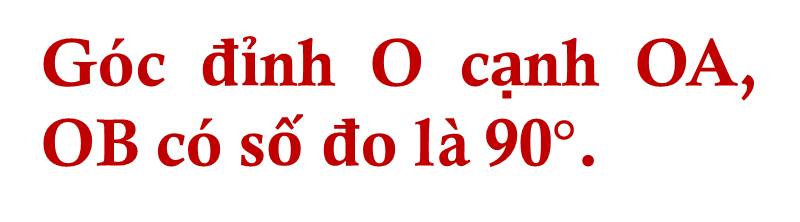 Góc đỉnh O cạnh OA,
OB có số đo là 90°.